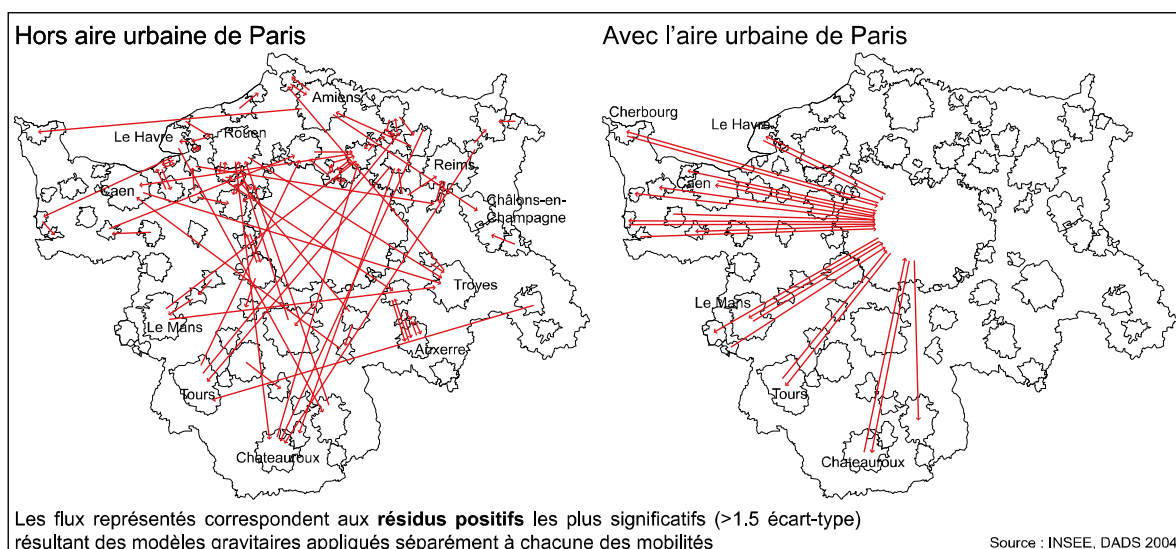 Hors aire urbaine de Paris
Avec l'aire urbaine de Paris
Amiens
Le Havre
Rouen
Reims
Caen
Châlons-en-
Champagne
Troyes
Le Mans
Auxerre
Tours
Chateauroux
Cherbourg
Le Havre
Caen
Le Mans
Tours
Chateauroux
Les flux représentés correspondent aux résidus positifs les plus significatifs (>1.5 écart-type)
résultant des modèles gravitaires appliqués séparément à chacune des mobilités
Source : INSEE, DADS 2004